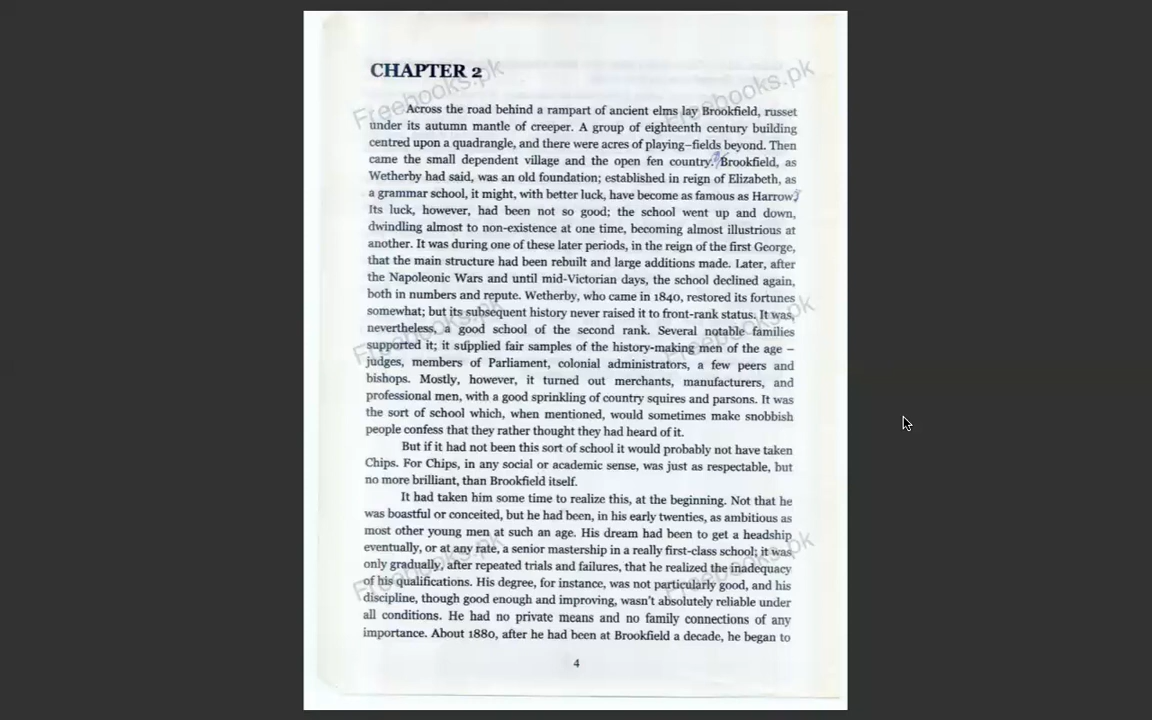 CHAPTER 2
Across the road behind a rampart of ancient elms lay Brookfield, russet
under its autumn mantle of creeper. A group of eighteenth century building
centred upon a quadrangle, and there were acres of playing–fields beyond. Then
came the small dependent village and the open fen country. Brookfield, as
Wetherby had said, was an old foundation; established in reign of Elizabeth, as
a grammar school, it might, with better luck, have become as famous as Harrow.
Its luck, however, had been not so good; the school went up and down,
dwindling almost to non-existence at one time, becoming almost illustrious at
another. It was during one of these later periods, in the reign of the first George,
that the main structure had been rebuilt and large additions made. Later, after
the Napoleonic Wars and until mid-Victorian days, the school declined again,
both in numbers and repute. Wetherby, who came in 1840, restored its fortunes
somewhat; but its subsequent history never raised it to front-rank status. It was,
nevertheless, a good school of the second rank. Several notable families
supported it; it supplied fair samples of the history-making men of the age –
judges, members of Parliament, colonial administrators, a few peers and
bishops. Mostly, however, it turned out merchants, manufacturers, and
professional men, with a good sprinkling of country squires and parsons. It was
the sort of school which, when mentioned, would sometimes make snobbish
people confess that they rather thought they had heard of it.
But if it had not been this sort of school it would probably not have taken
Chips. For Chips, in any social or academic sense, was just as respectable, but
no more brilliant, than Brookfield itself.
It had taken him some time to realize this, at the beginning. Not that he
was boastful or conceited, but he had been, in his early twenties, as ambitious as
most other young men at such an age. His dream had been to get a headship
eventually, or at any rate, a senior mastership in a really first-class school; it was
only gradually, after repeated trials and failures, that he realized the inadequacy
of his qualifications. His degree, for instance, was not particularly good, and his
discipline, though good enough and improving, wasn't absolutely reliable under
all conditions. He had no private means and no family connections of any
importance. About 1880, after he had been at Brookfield a decade, he began to
4
Freebooks.pk
Freebooks.pk
Freebooks.pk
Freebooks.pk
Freebooks.pk
Freebooks.pk